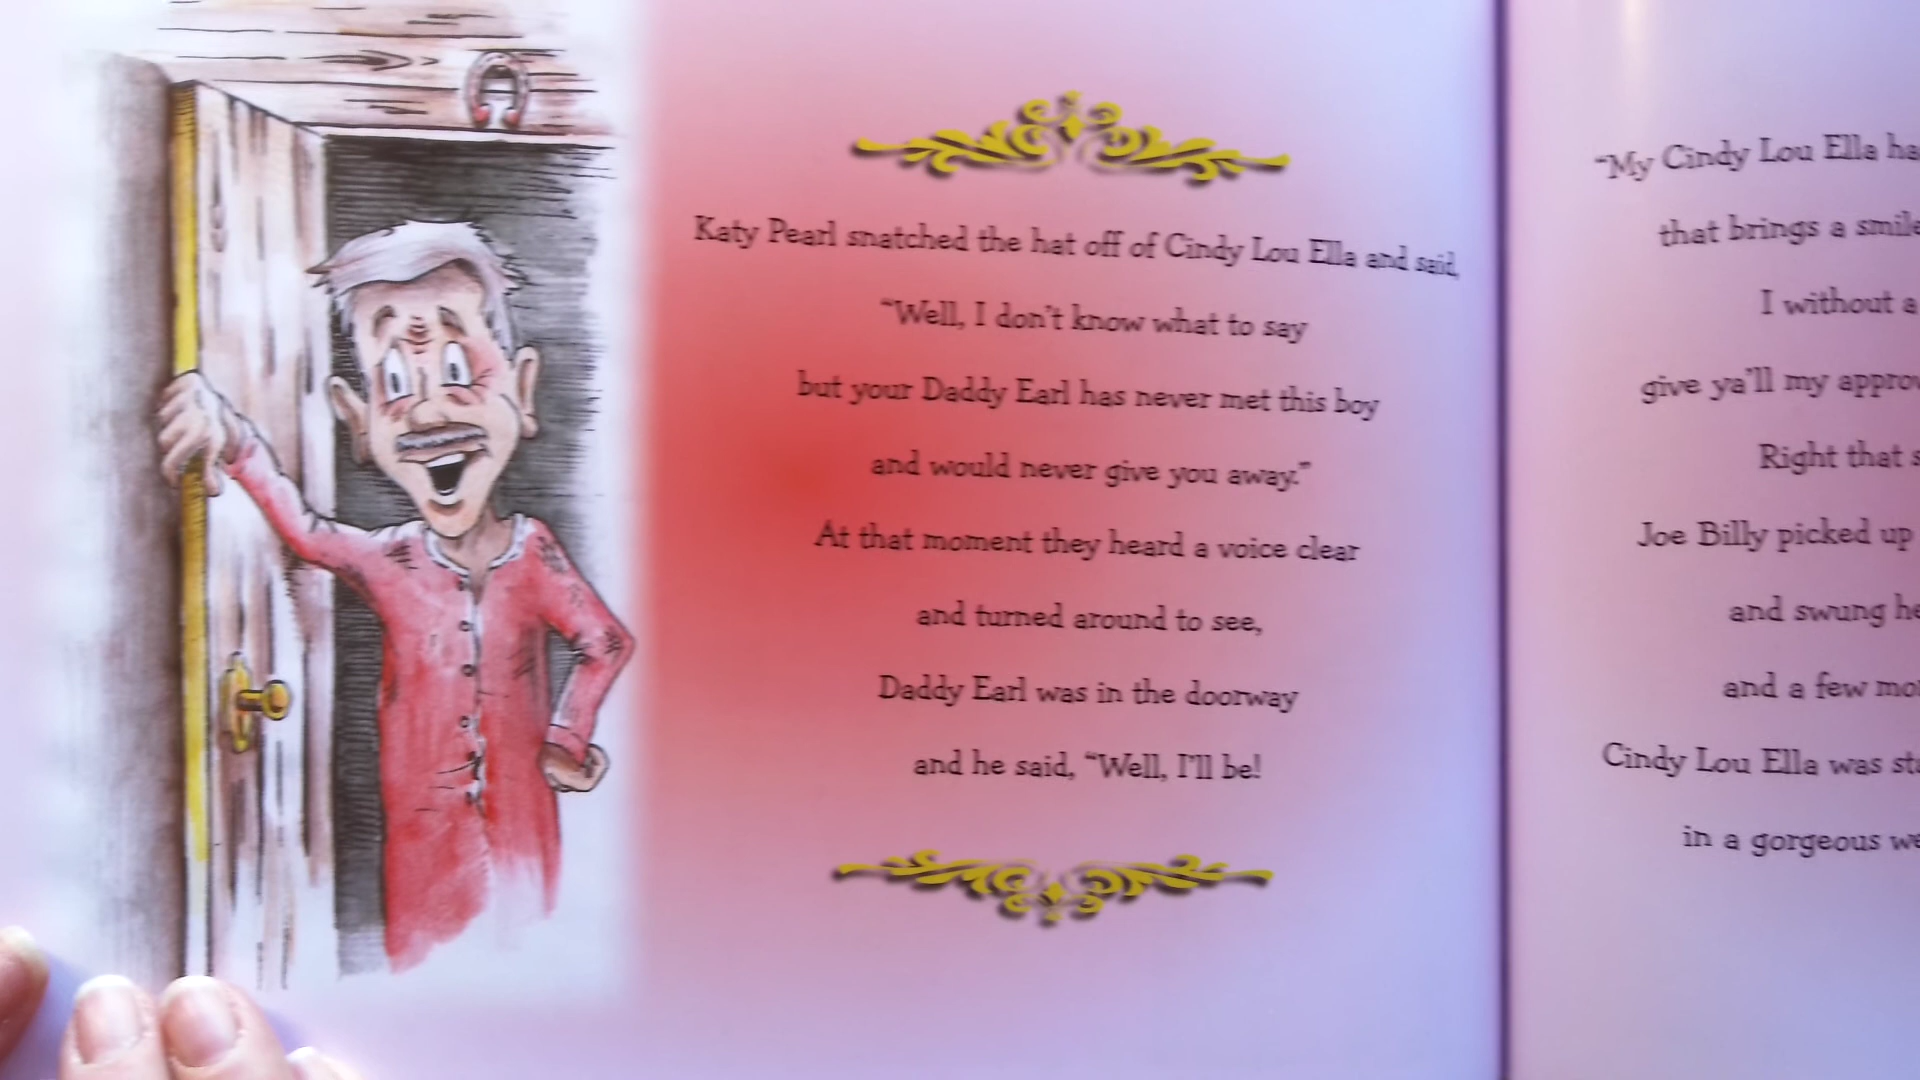 Katy Pearl snatched the hat off of Cindy Lou Ella and said,
“Well, I don't know what to say
but your Daddy Earl has never met this boy
and would never give you away.”
At that moment they heard a voice clear
and turned around to see,
Daddy Earl was in the doorway
and he said, “Well, I'll be!
“My Cindy Lou Ella
that brings a smile
I without a
give ya'll my
Right that
Joe Billy picked up
and swung
and a few
Cindy Lou Ella was
in a gorgeous